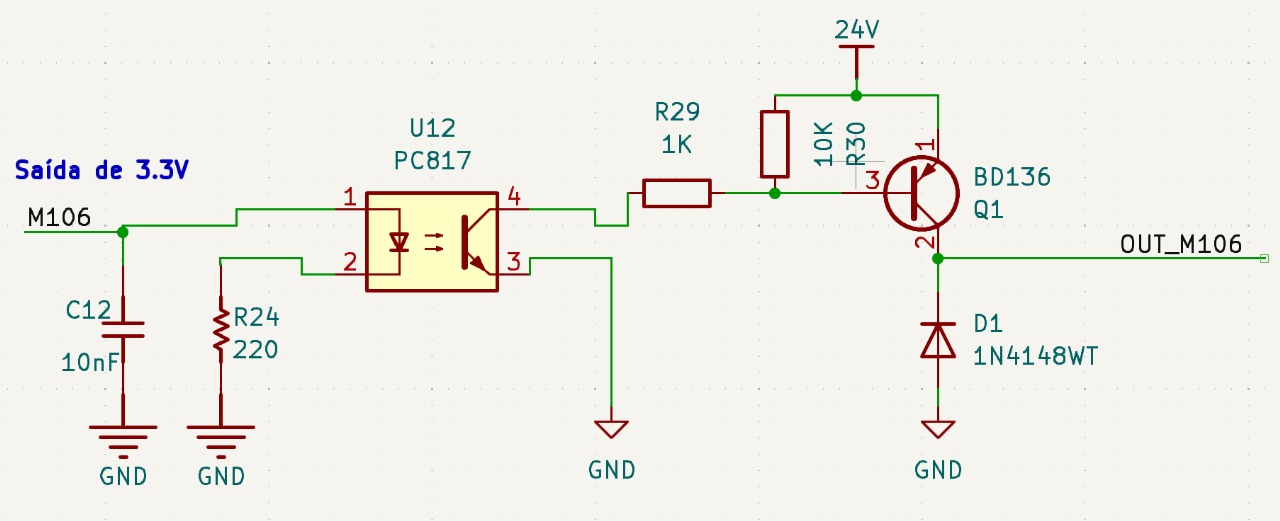 24V
R29
1K
10K
R30
U12
PC817
Saída de 3.3V
M106
1
2
4
3
3
1
2
BD136
Q1
OUT_M106
C12
10nF
R24
220
D1
1N4148WT
GND
GND
GND
GND